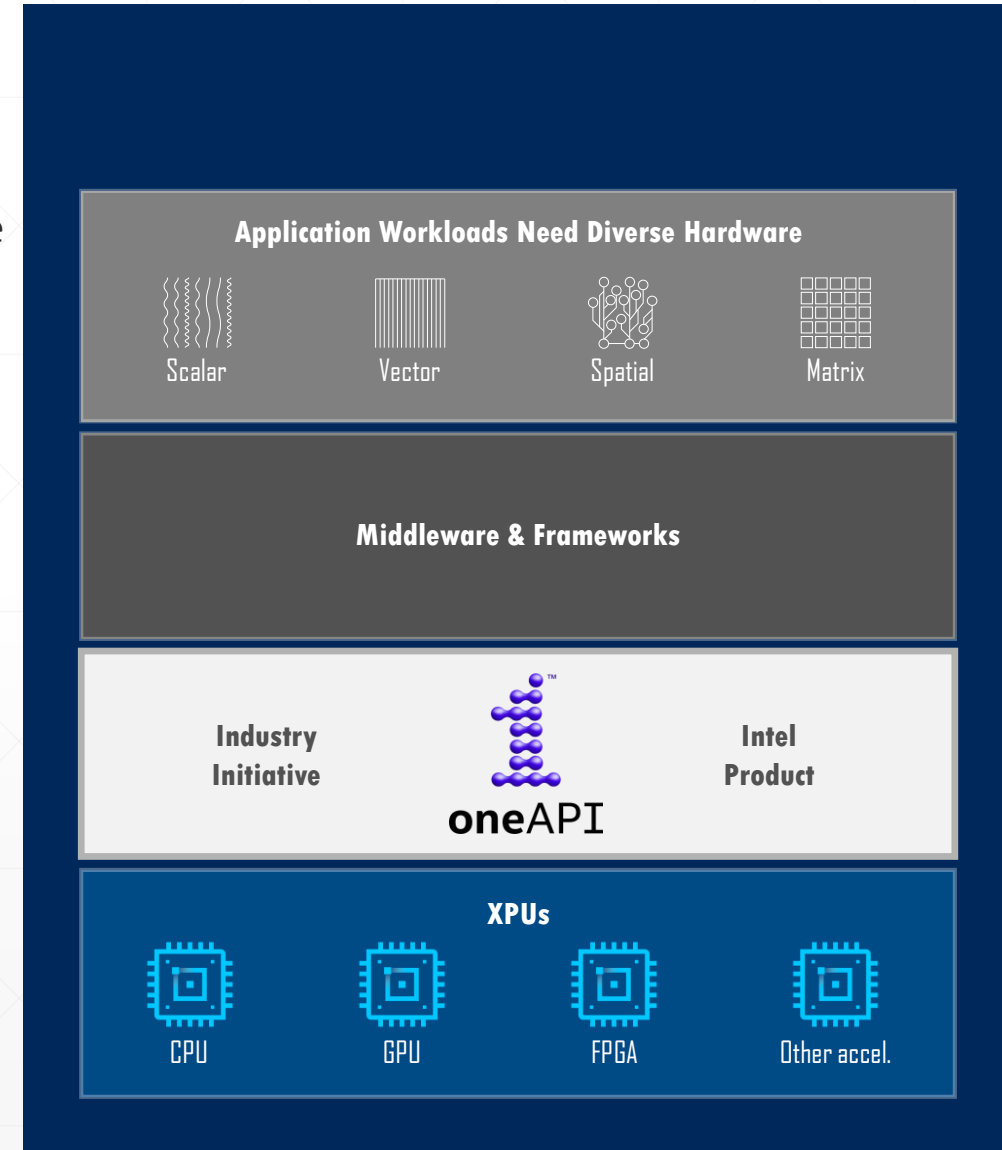 e
Application Workloads Need Diverse Hardware
Scalar Vector Spatial Matrix
Middleware & Frameworks
Industry
Initiative
™
oneAPI
Intel
Product
XPUs
CPU GPU FPGA Other accel.